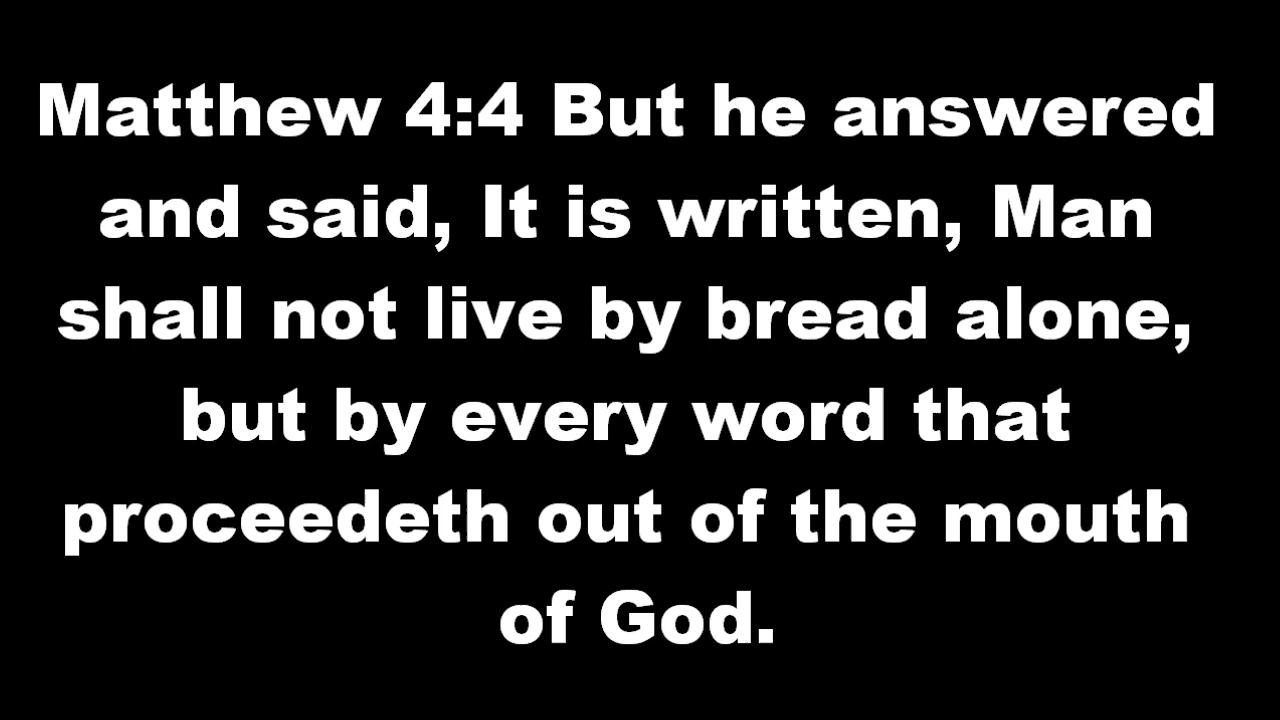 Matthew 4:4 But he answered
and said, It is written, Man
shall not live by bread alone,
but by every word that
proceedeth out of the mouth
of God.